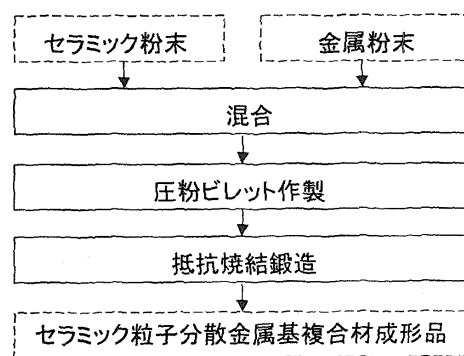 セラミック粉末
金属粉末
混合
圧粉ビレット作製
抵抗焼結鍛造
セラミック粒子分散金属基複合材成形品